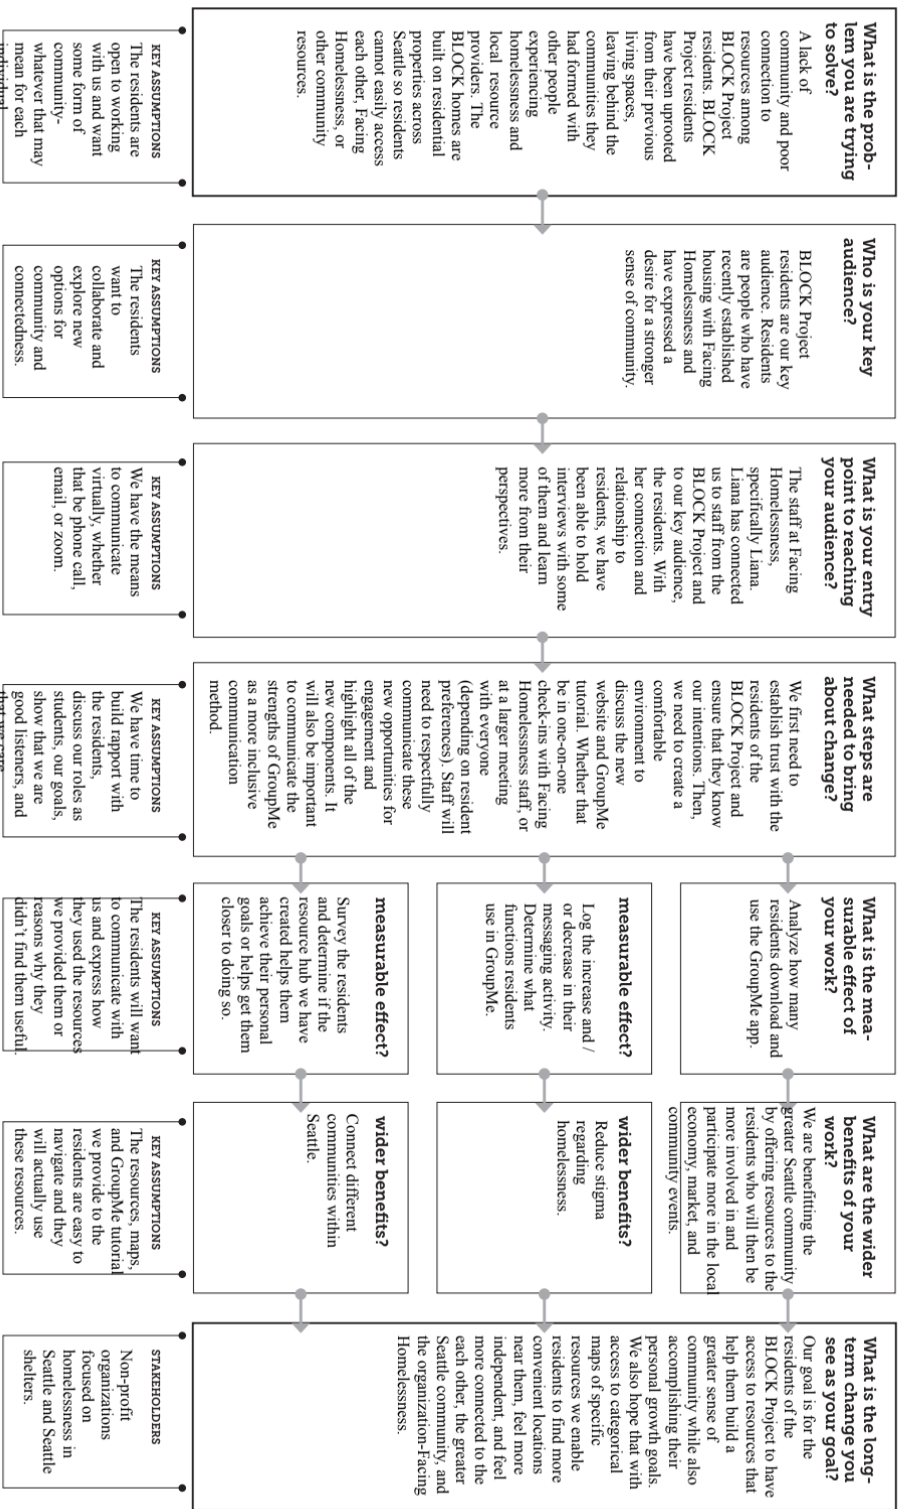 What is the prob-
lem you are trying
to solve?
A lack of
community and poor
connection to
resources among
BLOCK Project
residents. BLOCK
Project residents
have been uprooted
from their previous
living spaces,
leaving behind the
communities they
had formed with
other people
experiencing
homelessness and
local resource
providers. The
BLOCK homes are
built on residential
properties across
Seattle so residents
cannot easily access
each other, Facing
Homelessness, or
other community
resources.
KEY ASSUMPTIONS
The residents are
open to working
with us and want
some form of
community-
whatever that may
mean for each
individual
Who is your key
audience?
BLOCK Project
residents are our key
audience. Residents
are people who have
recently established
housing with Facing
Homelessness and
have expressed a
desire for a stronger
sense of community.
KEY ASSUMPTIONS
The residents
want to
collaborate and
explore new
options for
community and
connectedness.
What is your entry
point to reaching
your audience?
The staff at Facing
Homelessness,
specifically Liana.
Liana has connected
us to staff from the
BLOCK Project and
to our key audience,
the residents. With
her connection and
relationship to
residents, we have
been able to hold
interviews with some
of them and learn
more from their
perspectives.
KEY ASSUMPTIONS
We have the means
to communicate
virtually, whether
that be phone call,
email, or zoom.
What steps are
needed to bring
about change?
We first need to
establish trust with the
residents of the
BLOCK Project and
ensure that they know
our intentions. Then,
we need to create a
comfortable
environment to
discuss the new
website and GroupMe
tutorial. Whether that
be in one-on-one
check-ins with Facing
Homelessness staff, or
at a larger meeting
with everyone
(depending on resident
preferences). Staff will
need to respectfully
communicate these
new opportunities for
engagement and
highlight all of the
new components. It
will also be important
to communicate the
strengths of GroupMe
as a more inclusive
communication
method.
KEY ASSUMPTIONS
We have time to
build rapport with
the residents,
discuss our roles as
students, our goals,
show that we are
good listeners, and
What is the mea-
surable effect of
your work?
Analyze how many
residents download and
use the GroupMe app.
measurable effect?
Log the increase and /
or decrease in their
messaging activity.
Determine what
functions residents
use in GroupMe.
measurable effect?
Survey the residents
and determine if the
resource hub we have
created helps them
achieve their personal
goals or helps get them
closer to doing so.
KEY ASSUMPTIONS
The residents will want
to communicate with
us and express how
they used the resources
we provided them or
reasons why they
didn't find them useful.
What are the wider
benefits of your
work?
We are benefitting the
greater Seattle community
by offering resources to the
residents who will then be
more involved in and
participate more in the local
economy, market, and
community events.
wider benefits?
Reduce stigma
regarding
homelessness.
wider benefits?
Connect different
communities within
Seattle.
KEY ASSUMPTIONS
The resources, maps,
and GroupMe tutorial
we provide to the
residents are easy to
navigate and they
will actually use
these resources.
What is the long-
term change you
see as your goal?
Our goal is for the
residents of the
BLOCK Project to have
access to resources that
help them build a
greater sense of
community while also
accomplishing their
personal growth goals.
We also hope that with
access to categorical
maps of specific
resources we enable
residents to find more
convenient locations
near them, feel more
independent, and feel
more connected to the
each other, the greater
Seattle community, and
the organization-Facing
Homelessness.
STAKEHOLDERS
Non-profit
organizations
focused on
homelessness in
Seattle and Seattle
shelters.